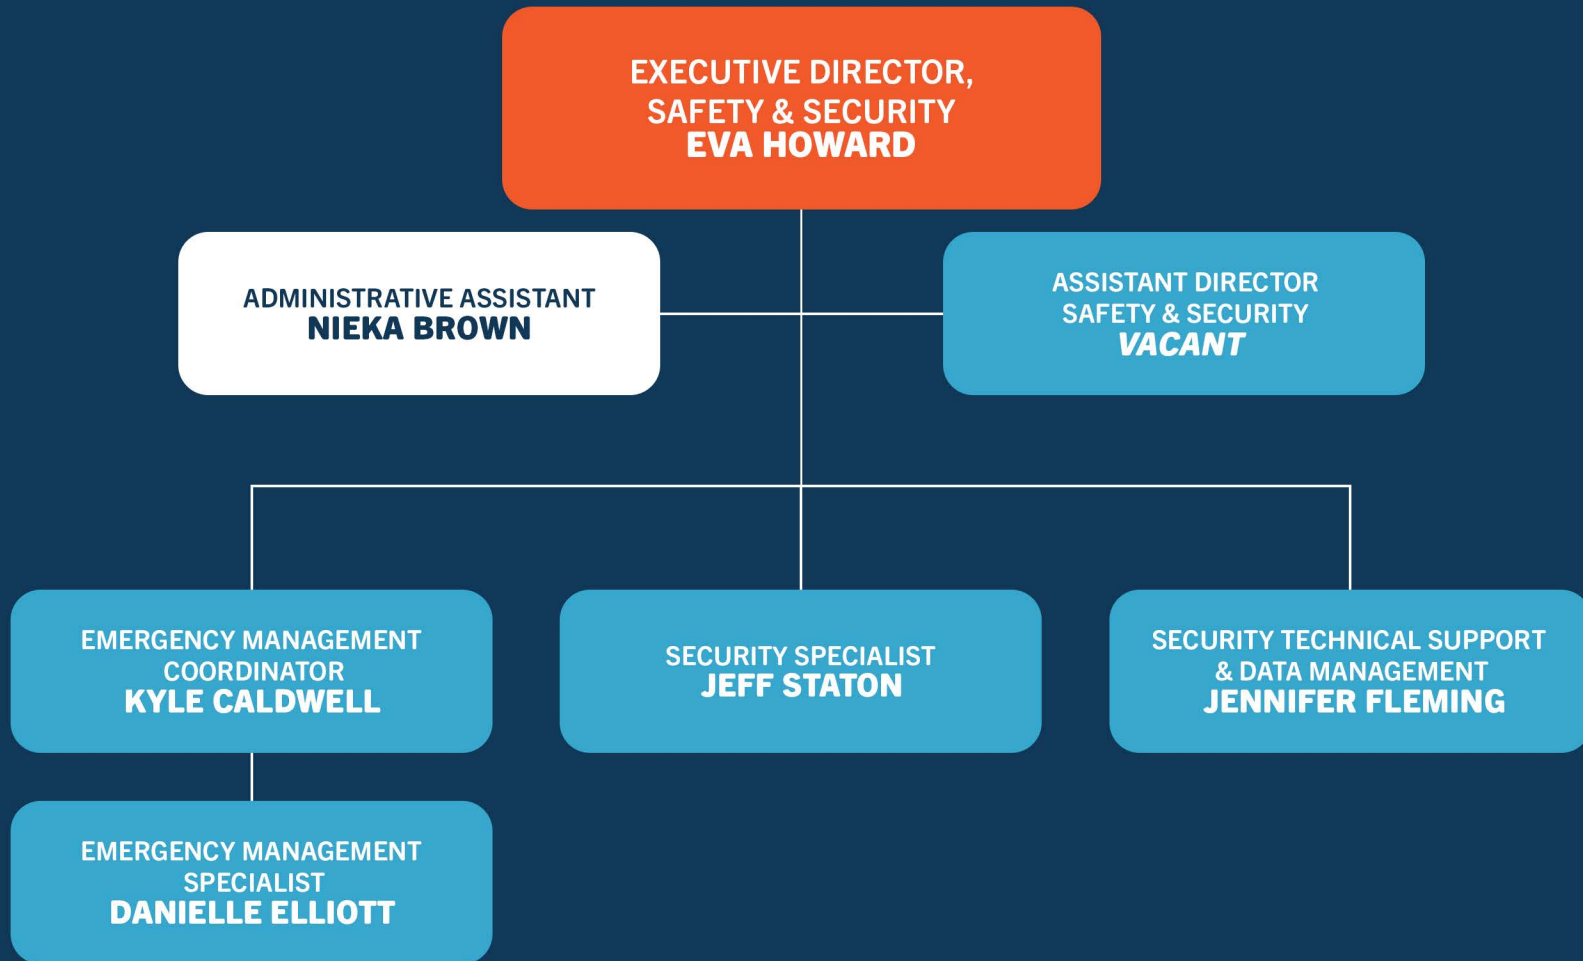 EXECUTIVE DIRECTOR,
SAFETY & SECURITY
EVA HOWARD
ADMINISTRATIVE ASSISTANT
NIEKA BROWN
ASSISTANT DIRECTOR
SAFETY & SECURITY
VACANT
EMERGENCY MANAGEMENT
COORDINATOR
KYLE CALDWELL
SECURITY SPECIALIST
JEFF STATON
SECURITY TECHNICAL SUPPORT
& DATA MANAGEMENT
JENNIFER FLEMING
EMERGENCY MANAGEMENT
SPECIALIST
DANIELLE ELLIOTT